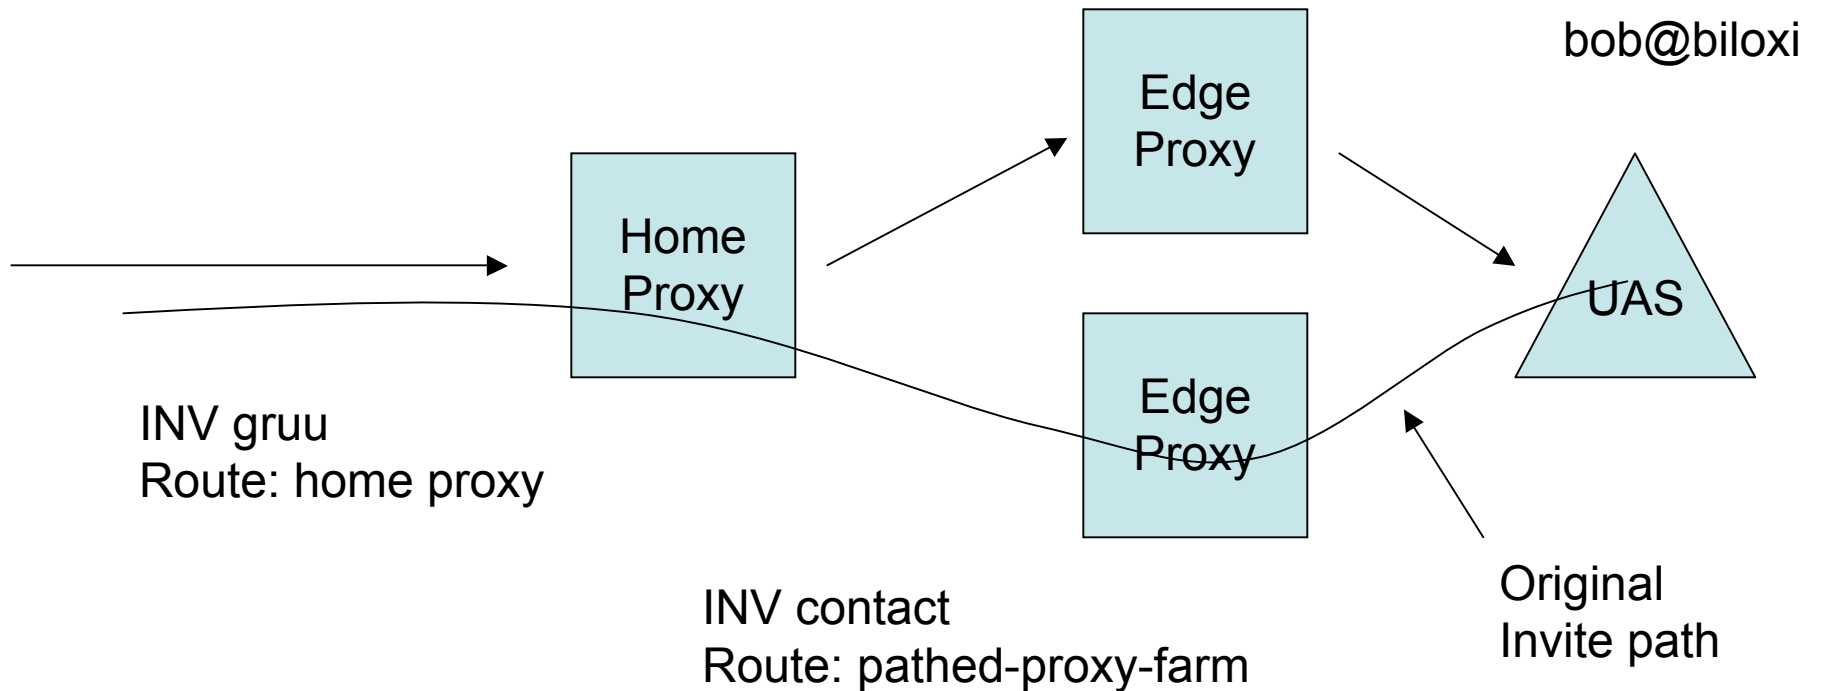 bob@biloxi
Edge
Proxy
Home
Proxy
UAS
Edge
Proxy
INV gruu
Route: home proxy
Original
Invite path
INV contact
Route: pathed-proxy-farm